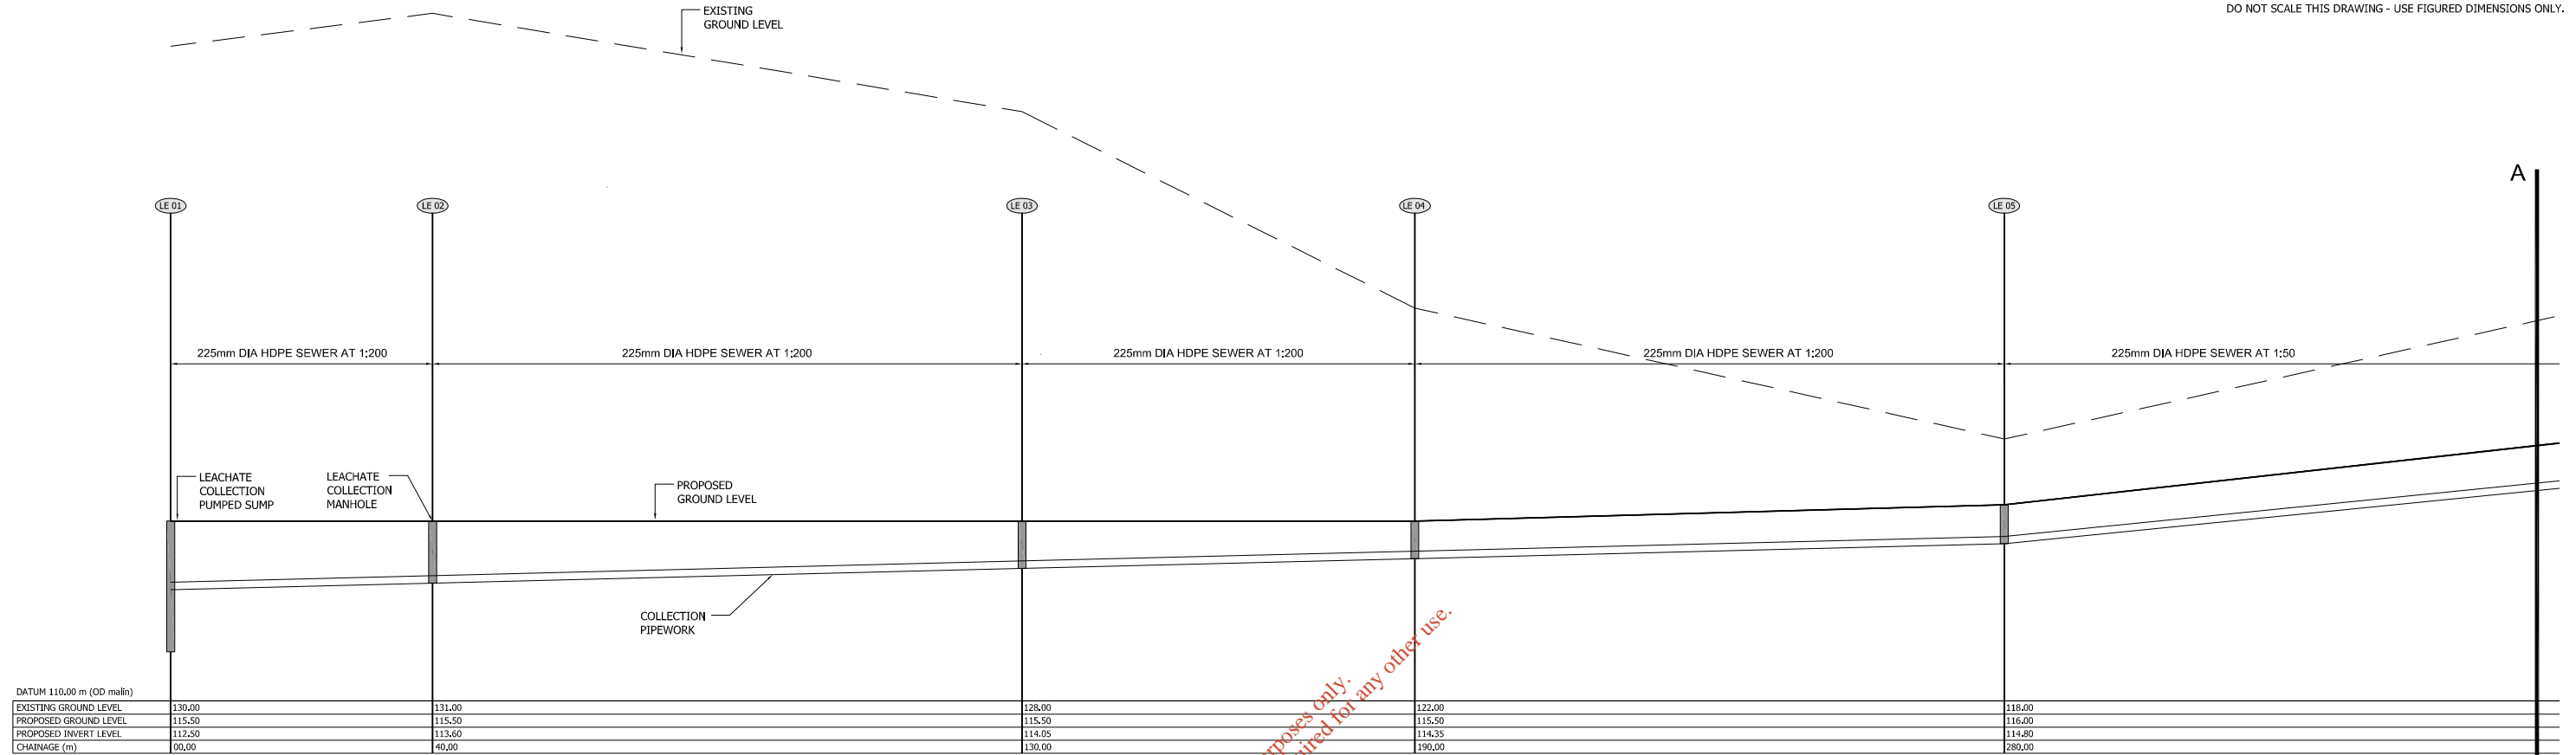 EXISTING
GROUND LEVEL
DO NOT SCALE THIS DRAWING - USE FIGURED DIMENSIONS ONLY.
A
LE 01
LE 02
LE 03
LE 04
LE 05
225mm DIA HDPE SEWER AT 1:200
225mm DIA HDPE SEWER AT 1:200
225mm DIA HDPE SEWER AT 1:200
225mm DIA HDPE SEWER AT 1:200
225mm DIA HDPE SEWER AT 1:50
LEACHATE
COLLECTION
PUMPED SUMP
LEACHATE
COLLECTION
MANHOLE
PROPOSED
GROUND LEVEL
COLLECTION
PIPEWORK
only.
any other use.
DATUM 110.00 m (OD malin)
EXISTING GROUND LEVEL 130.00 131.00 128.00 122.00 118.00
PROPOSED GROUND LEVEL 115.50 115.50 115.50 115.50 116.00
PROPOSED INVERT LEVEL 112.50 113.60 114.05 114.35 114.80
CHAINAGE (m) 00.00 40.00 130.00 190.00 280.00